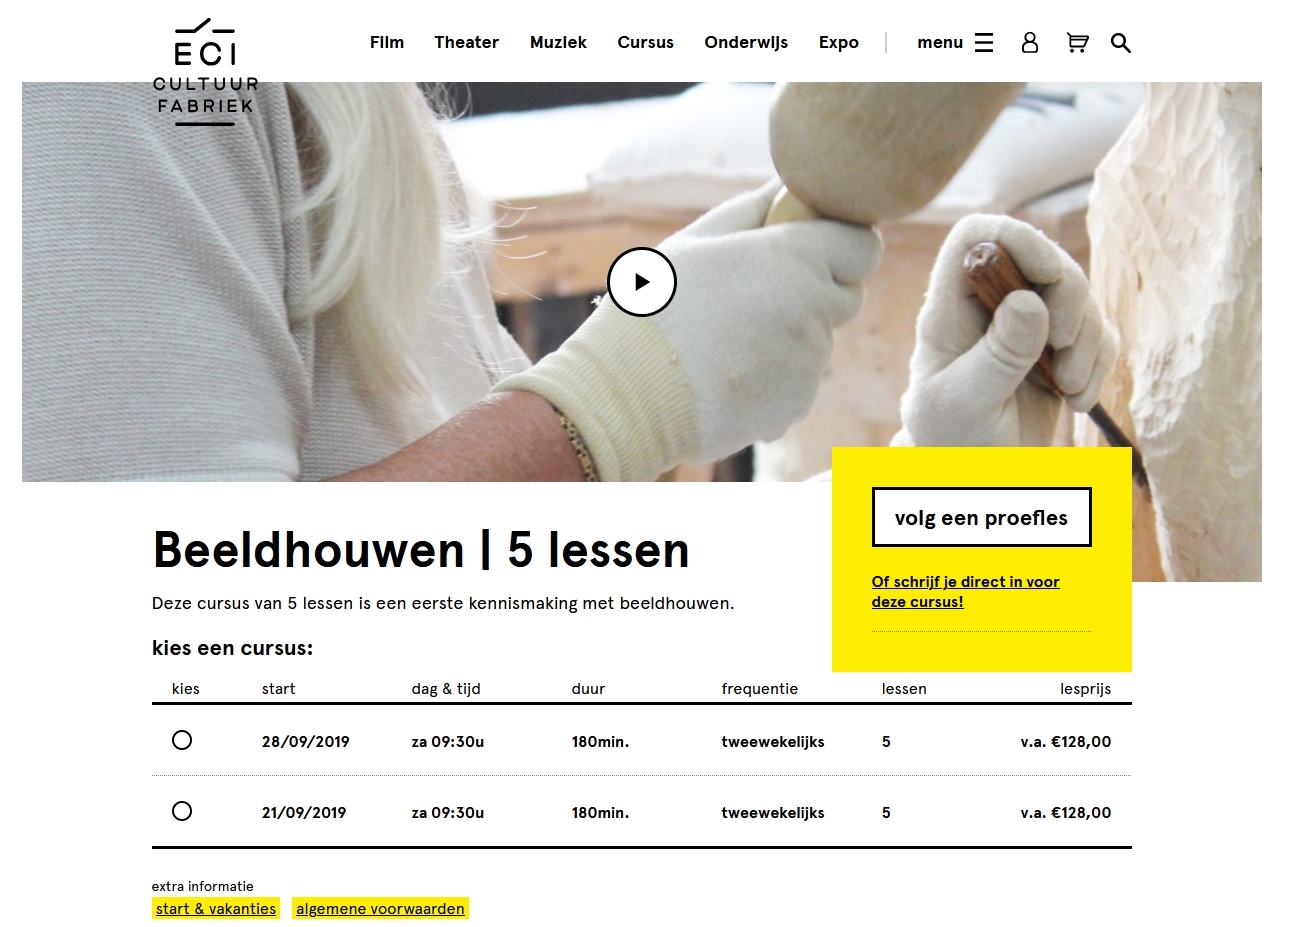 ECI
CULTUUR
FABRIEK
Film Theater Muziek Cursus Onderwijs Expo menu
volg een proefles
Of schrijf je direct in voor
deze cursus!
Beeldhouwen | 5 lessen
Deze cursus van 5 lessen is een eerste kennismaking met beeldhouwen.
kies een cursus:
kies start dag & tijd duur frequentie lessen lesprijs
28/09/2019 za 09:30u 180min. tweewekelijks 5 v.a. €128,00
21/09/2019 za 09:30u 180min. tweewekelijks 5 v.a. €128,00
extra informatie
start & vakanties algemene voorwaarden